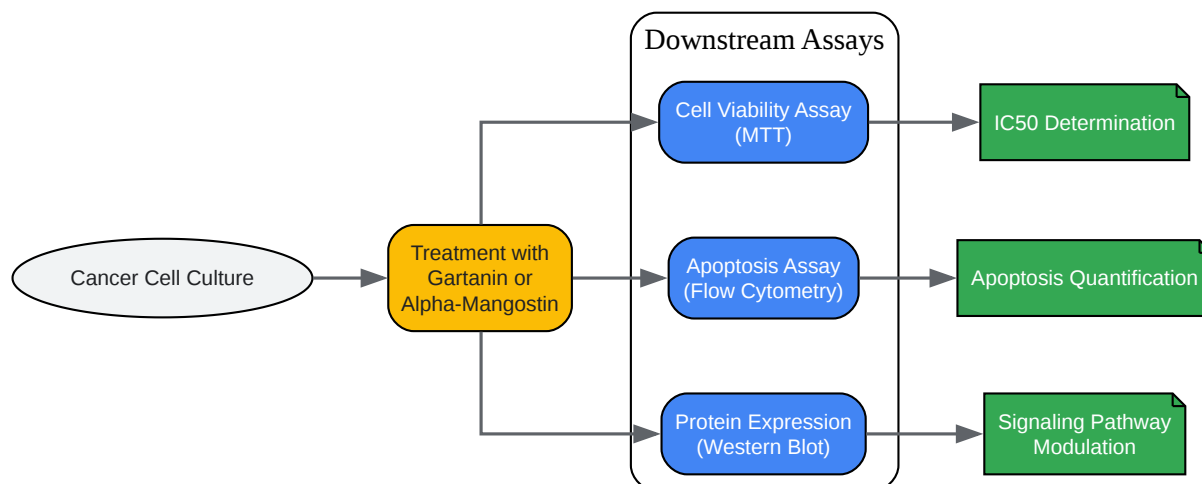 Downstream Assays
Cell Viability Assay
(MTT)
IC50 Determination
Cancer Cell Culture
Treatment with
Gartanin or
Alpha-Mangostin
Apoptosis Assay
(Flow Cytometry)
Apoptosis Quantification
Protein Expression
(Western Blot)
Signaling Pathway
Modulation